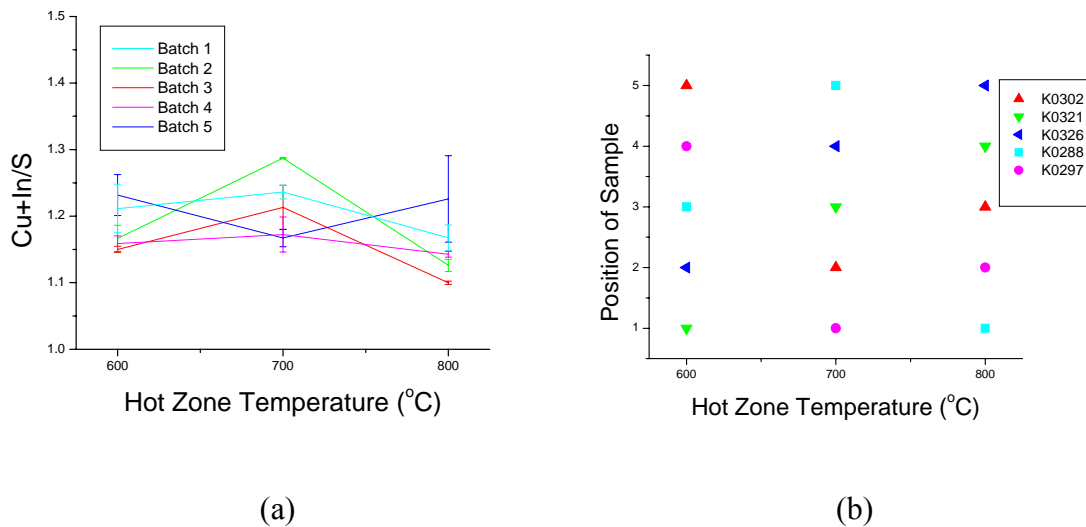 1.5
1.4
1.3
1.2
1.1
1.0
Cu+In/S
Batch 1
Batch 2
Batch 3
Batch 4
Batch 5
600
700
800
Hot Zone Temperature (°C)
(a)
5
4
3
2
1
Position of Sample
K0302
K0321
K0326
K0288
K0297
600
700
800
Hot Zone Temperature (°C)
(b)